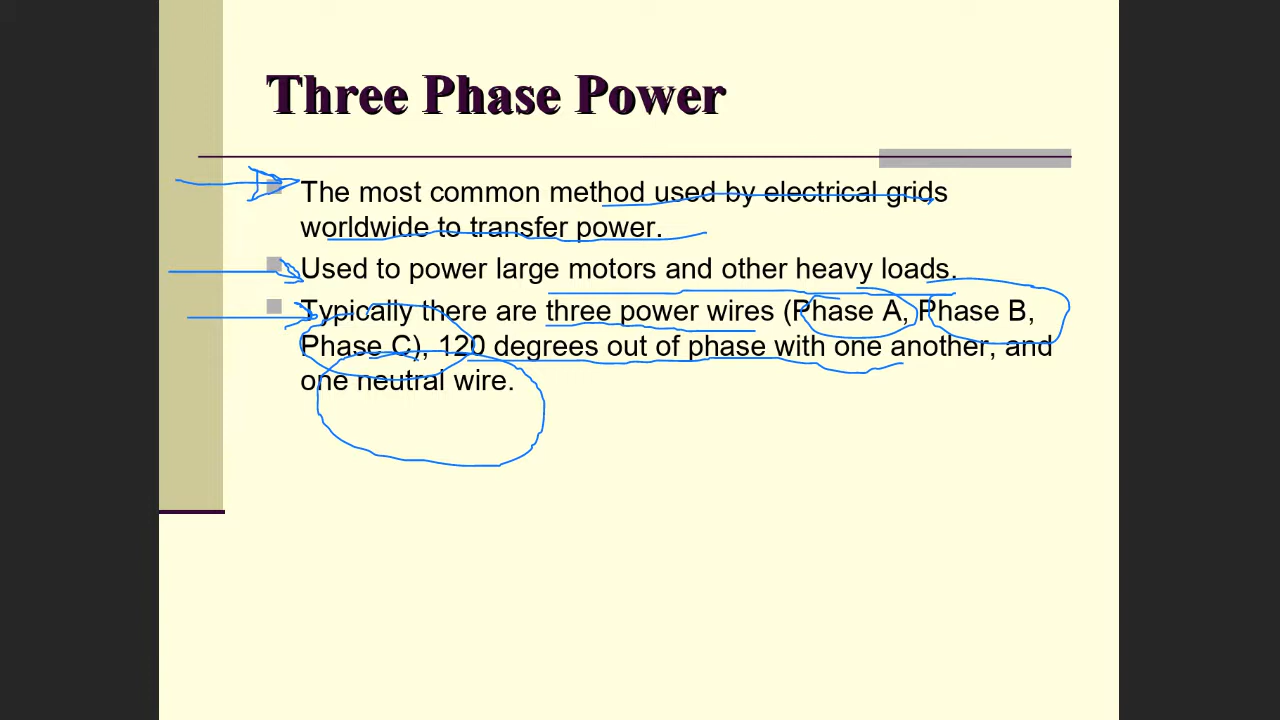 Three Phase Power
The most common method used by electrical grids
worldwide to transfer power.
Used to power large motors and other heavy loads.
Typically there are three power wires (Phase A, Phase B,
Phase C), 120 degrees out of phase with one another, and
one neutral wire.